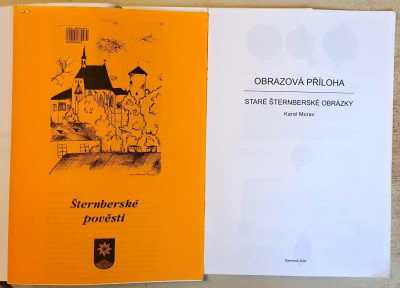 Šternberské
pověsti
OBRAZOVÁ PŘÍLOHA
STARÉ ŠTERNBERSKÉ OBRÁZKY
Karel Morav